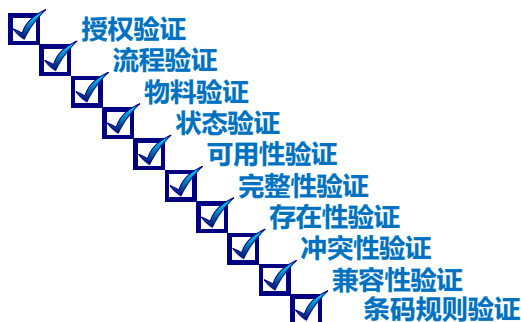 授权验证
流程验证
物料验证
状态验证
可用性验证
完整性验证
存在性验证
冲突性验证
兼容性验证
条码规则验证